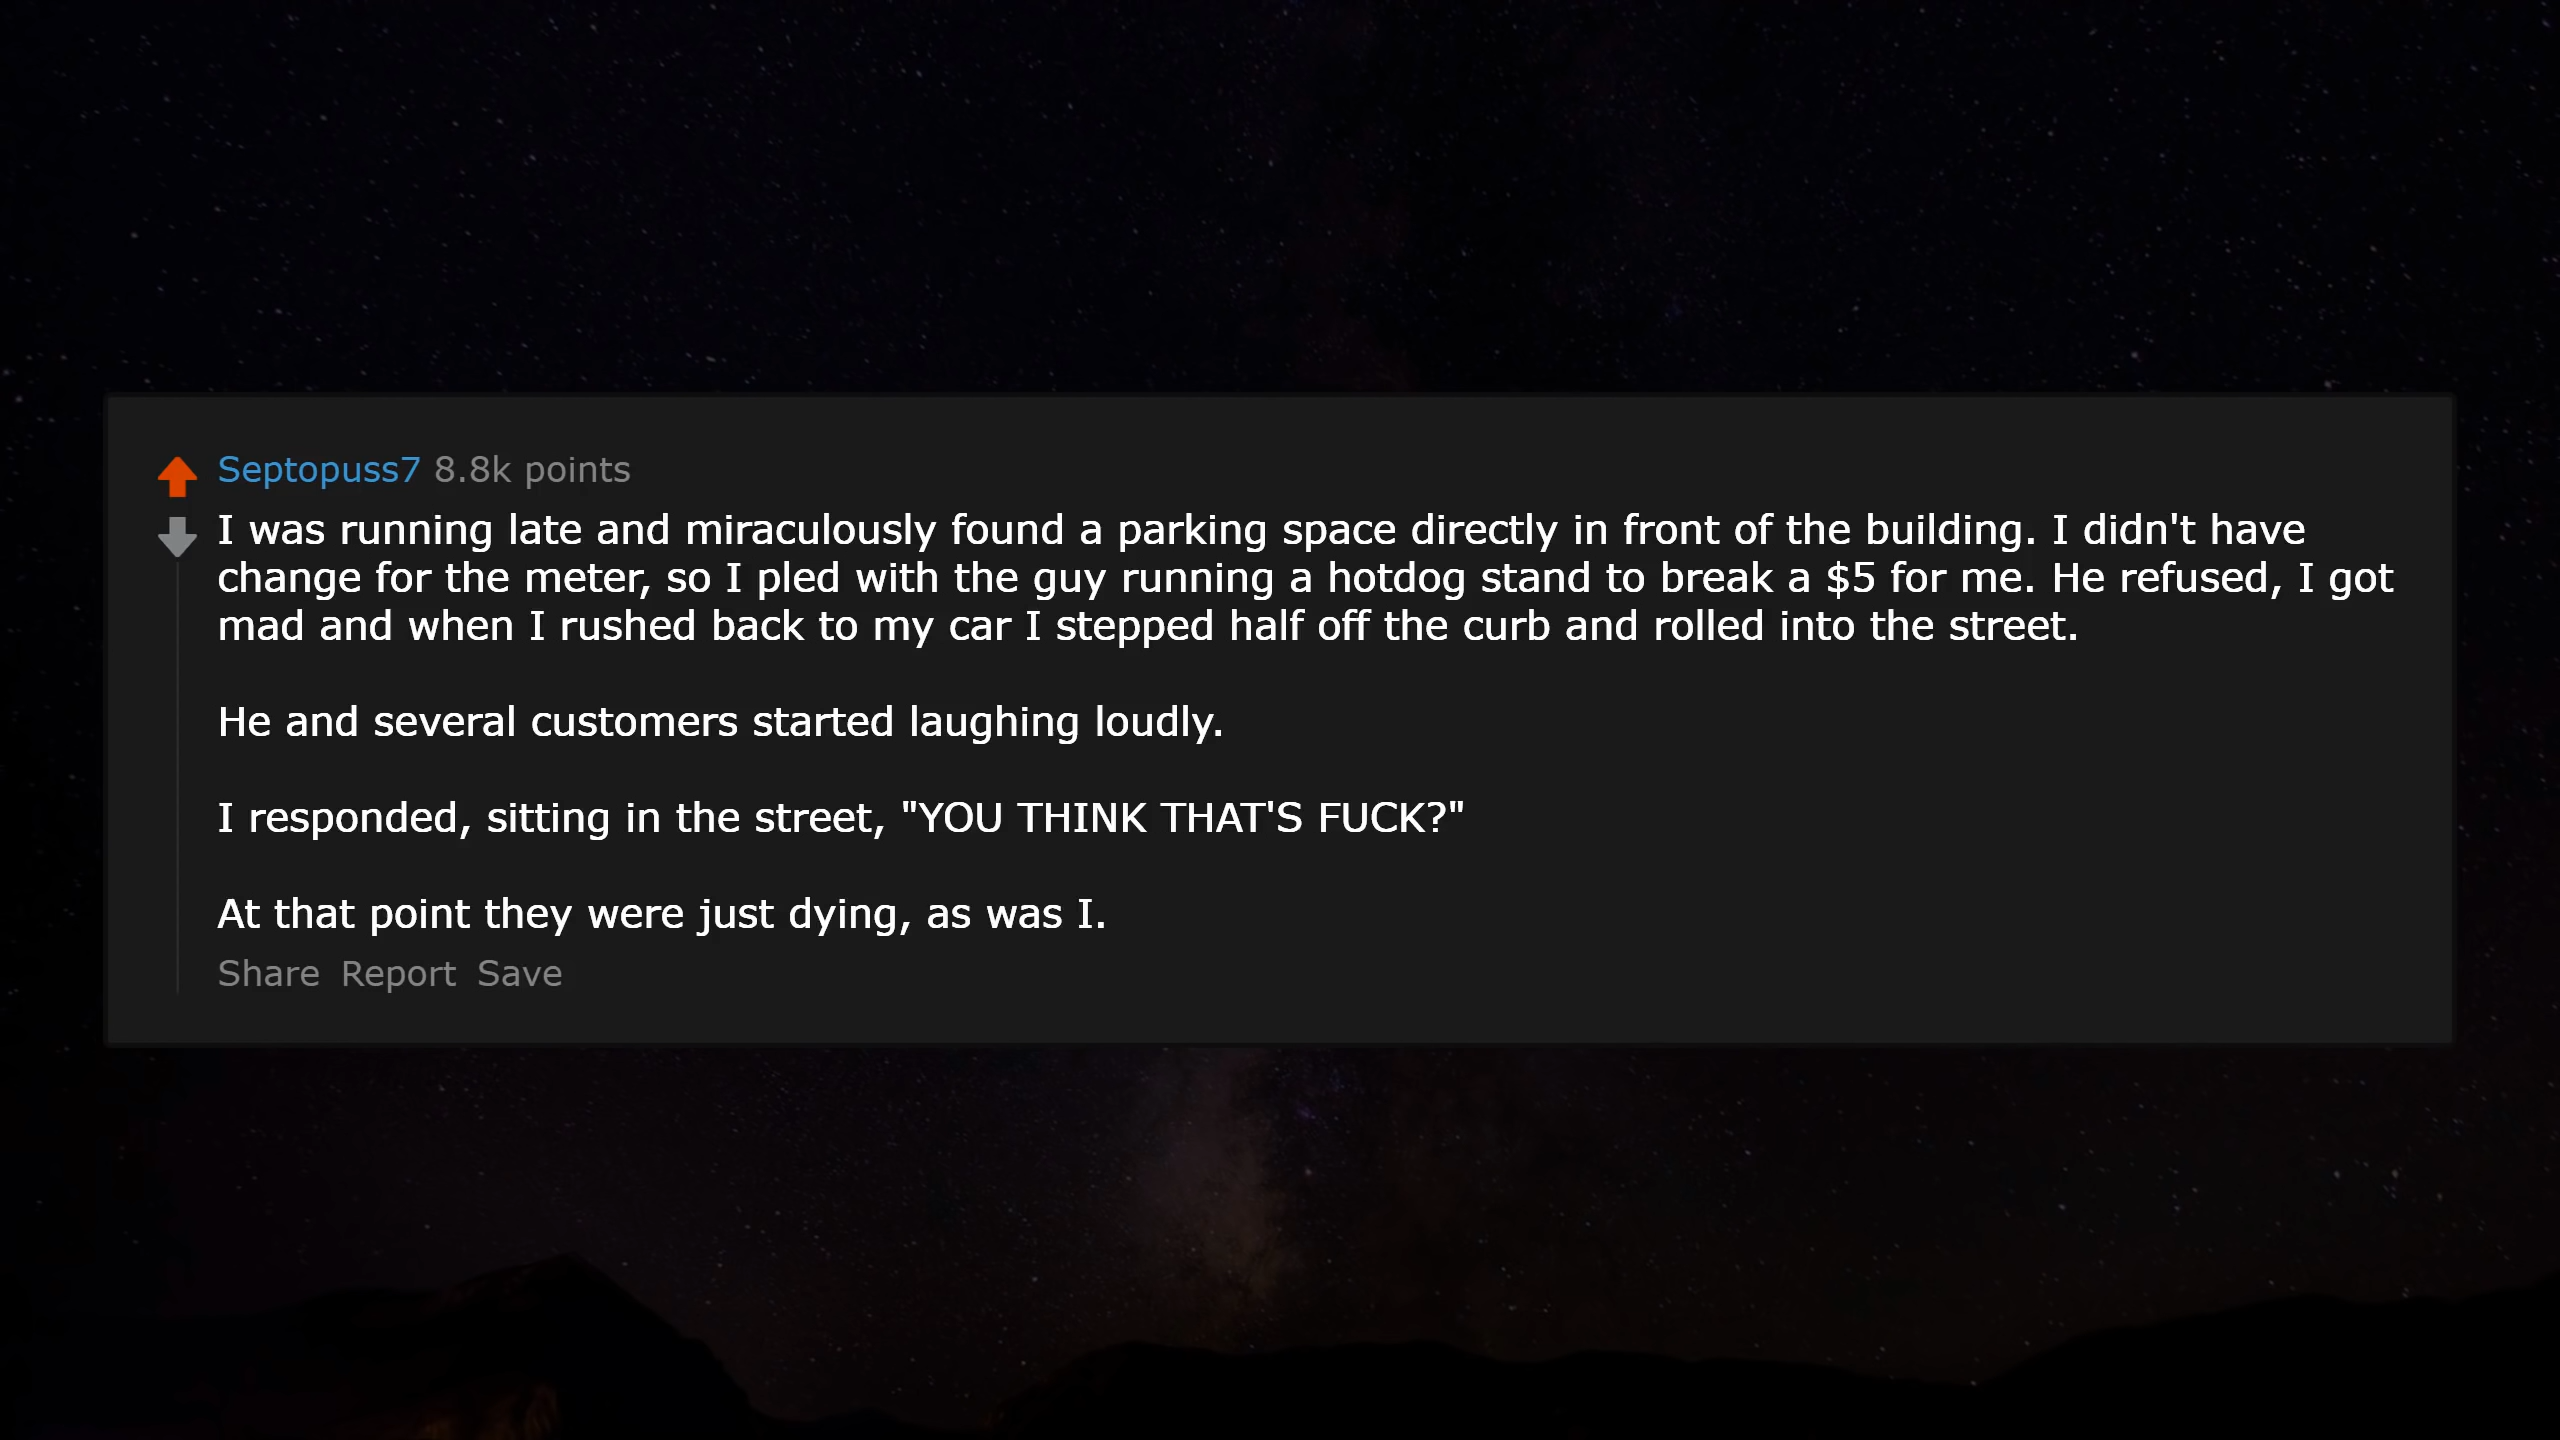 Septopuss7 8.8k points
I was running late and miraculously found a parking space directly in front of the building. I didn't have
change for the meter, so I pled with the guy running a hotdog stand to break a $5 for me. He refused, I got
mad and when I rushed back to my car I stepped half off the curb and rolled into the street.
He and several customers started laughing loudly.
I responded, sitting in the street, "YOU THINK THAT'S FUCK?"
At that point they were just dying, as was I.
Share Report Save